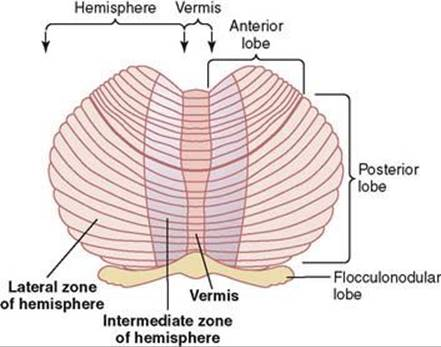 Hemisphere Vermis
Anterior
lobe
Posterior
lobe
Flocculonodular
lobe
Lateral zone
of hemisphere
Vermis
Intermediate zone
of hemisphere